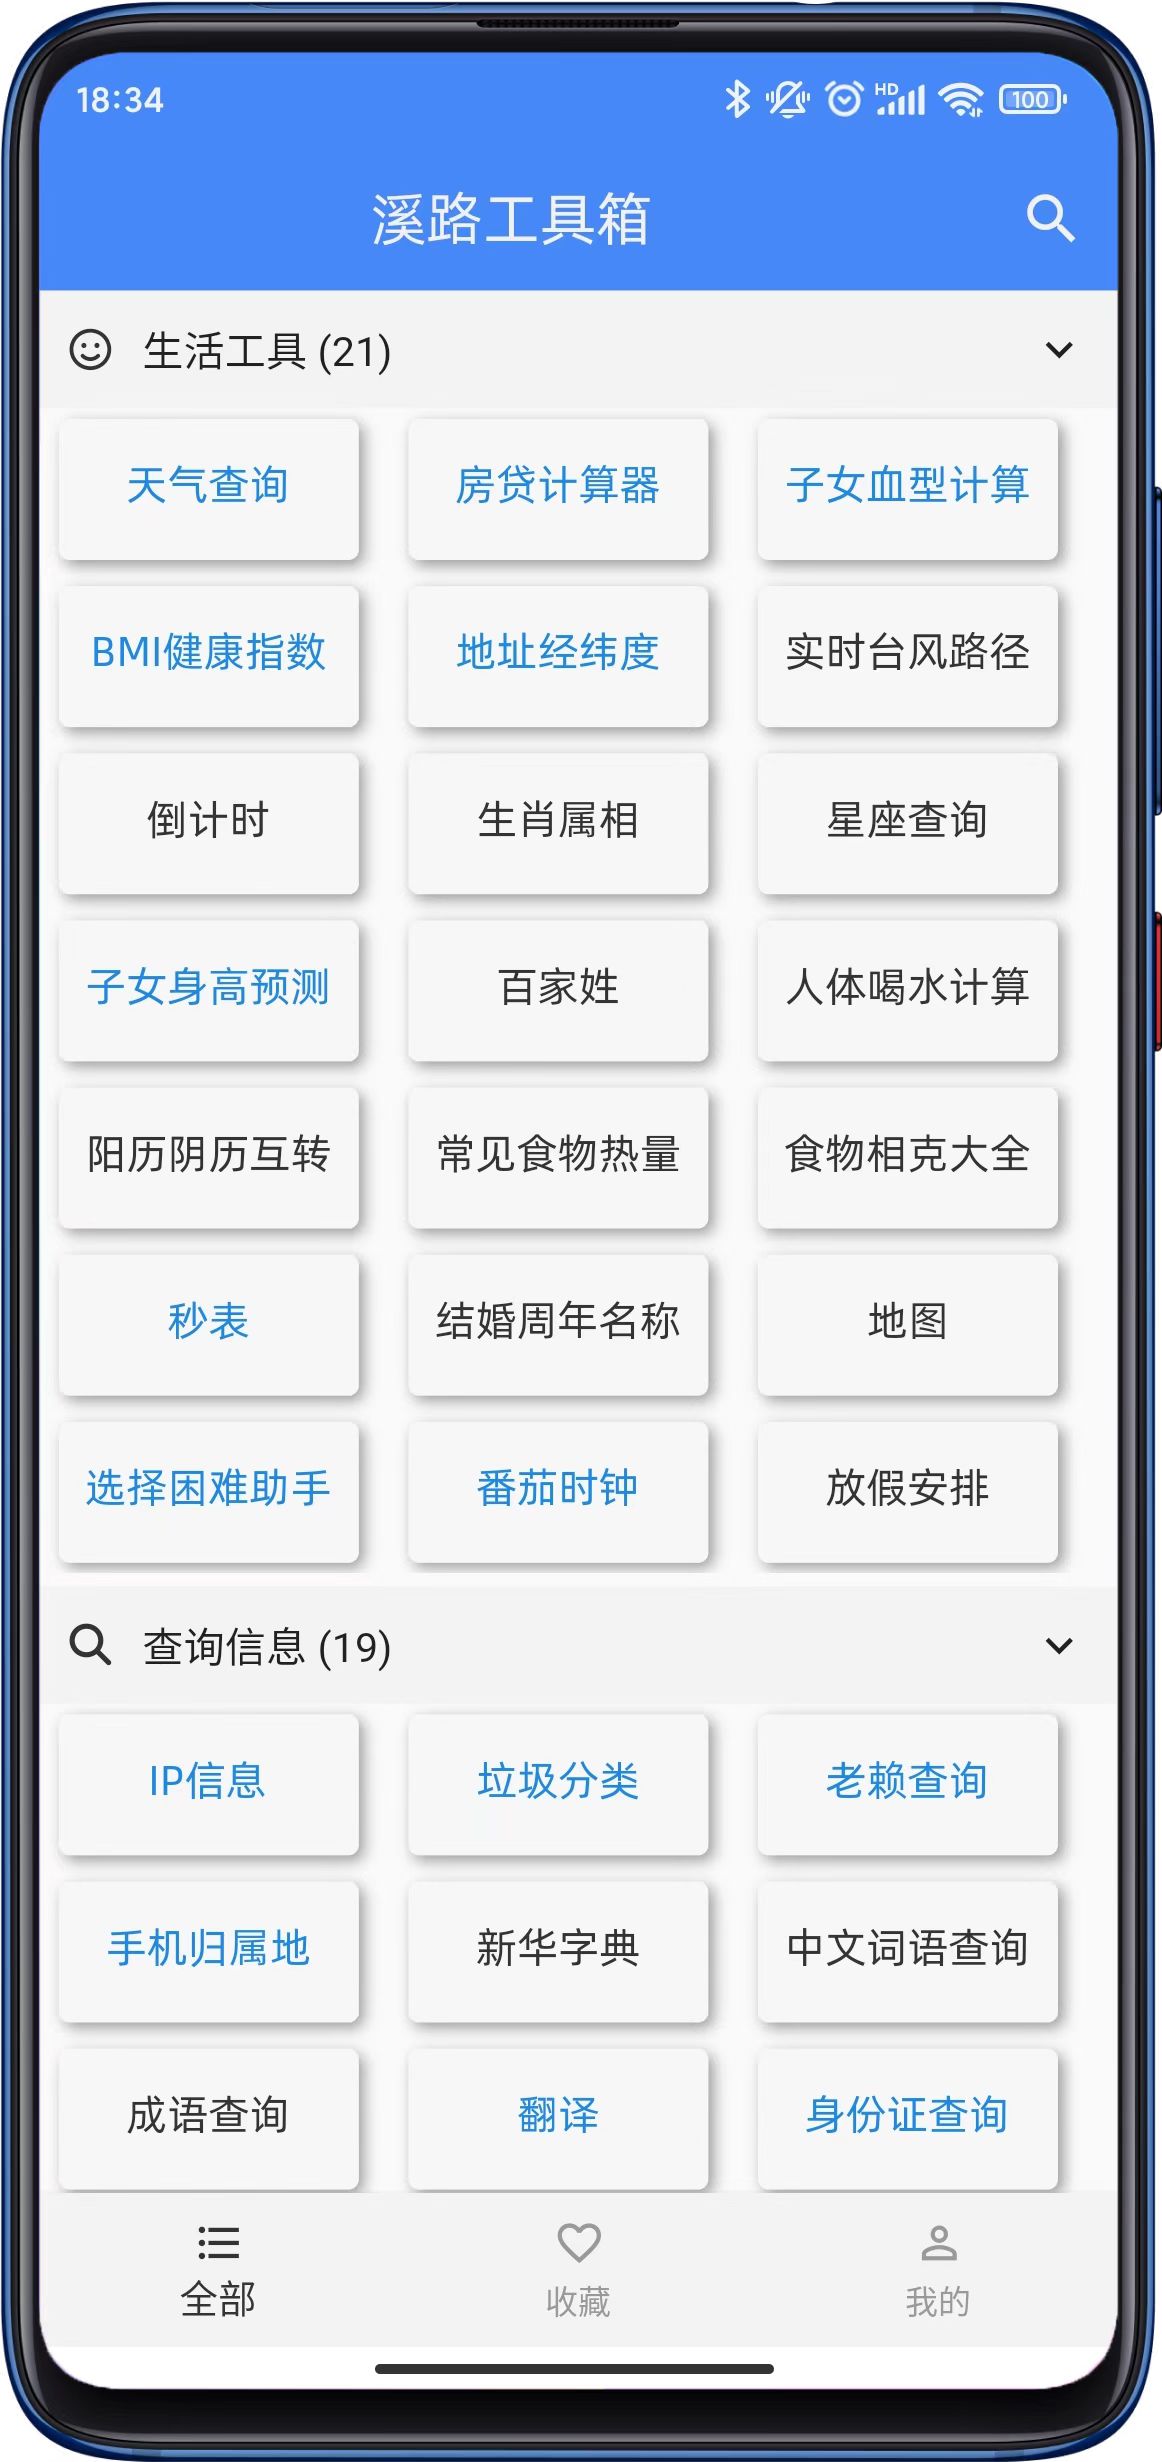 18:34
HD
100
溪路工具箱
生活工具 (21)
天气查询
房贷计算器
子女血型计算
BMI健康指数
地址经纬度
实时台风路径
倒计时
生肖属相
星座查询
子女身高预测
百家姓
人体喝水计算
阳历阴历互转
常见食物热量
食物相克大全
秒表
结婚周年名称
地图
选择困难助手
番茄时钟
放假安排
查询信息 (19)
IP信息
垃圾分类
老赖查询
手机归属地
新华字典
中文词语查询
成语查询
翻译
身份证查询
全部
收藏
我的